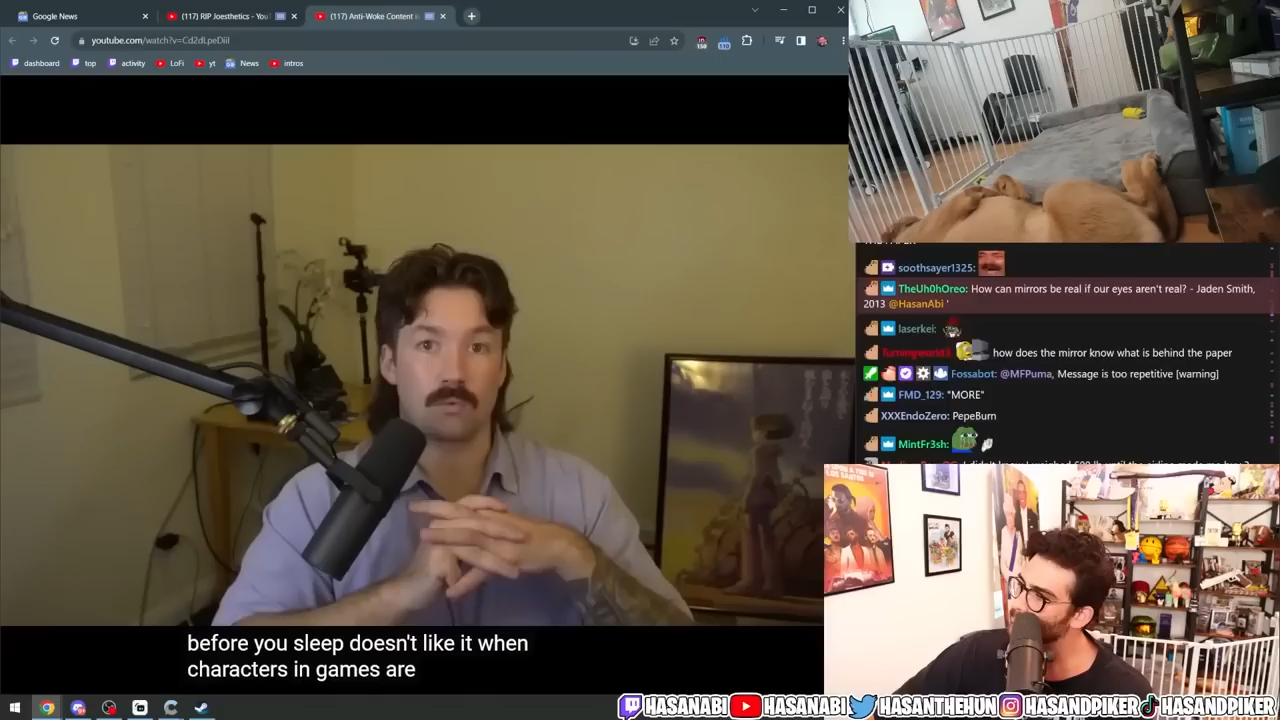 Google News
(117) RIP Joesthetics - YouT
(117) Anti-Woke Content i
youtube.com/watch?v=Cd2dLpeDiiI
150
110
dashboard
top
activity
LoFi
yt
News
intros
soothsayer1325:
TheUh0hOreo: How can mirrors be real if our eyes aren't real? - Jaden Smith,
2013 @HasanAbi '
laserkei:
how does the mirror know what is behind the paper
Fossabot: @MFPuma, Message is too repetitive [warning]
FMD_129: "MORE"
XXXEndoZero: PepeBurn
MintFr3sh:
before you sleep doesn't like it when
characters in games are
HASANABI
HASANABI
HASANTHEHUN
HASANDPIKER
HASANDPIKER